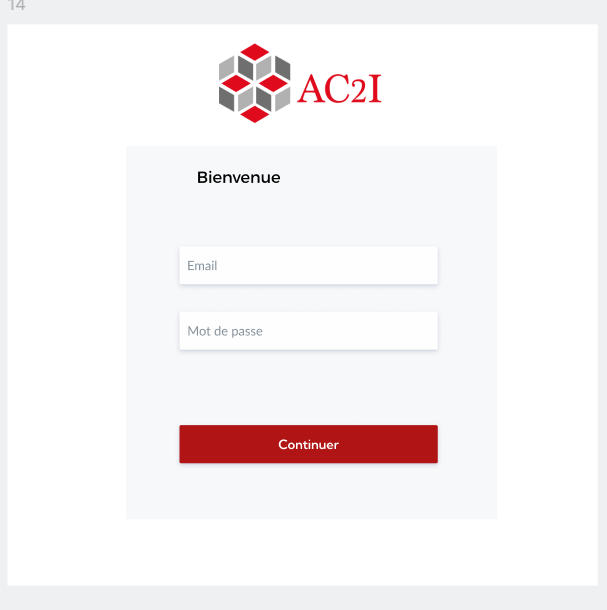 14
AC2I
Bienvenue
Email
Mot de passe
Continuer